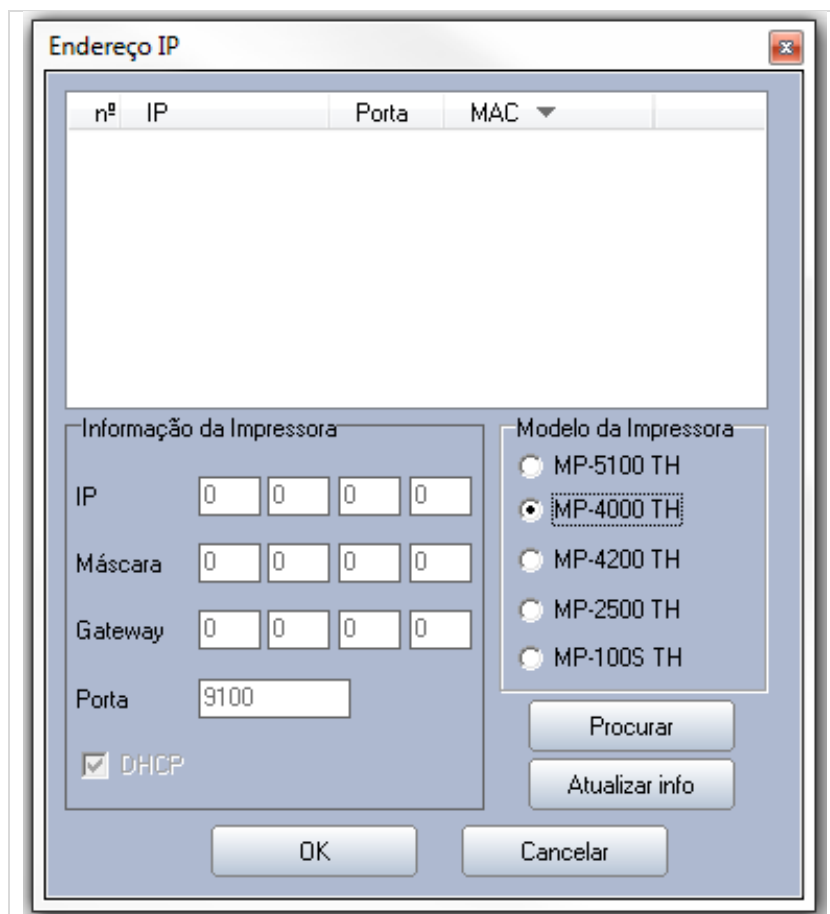 Endereço IP
nº IP Porta MAC
Informação da Impressora
IP 0 0 0 0
Máscara 0 0 0 0
Gateway 0 0 0 0
Porta 9100
DHCP
Modelo da Impressora
MP-5100 TH
MP-4000 TH
MP-4200 TH
MP-2500 TH
MP-100S TH
Procurar
Atualizar info
OK Cancelar